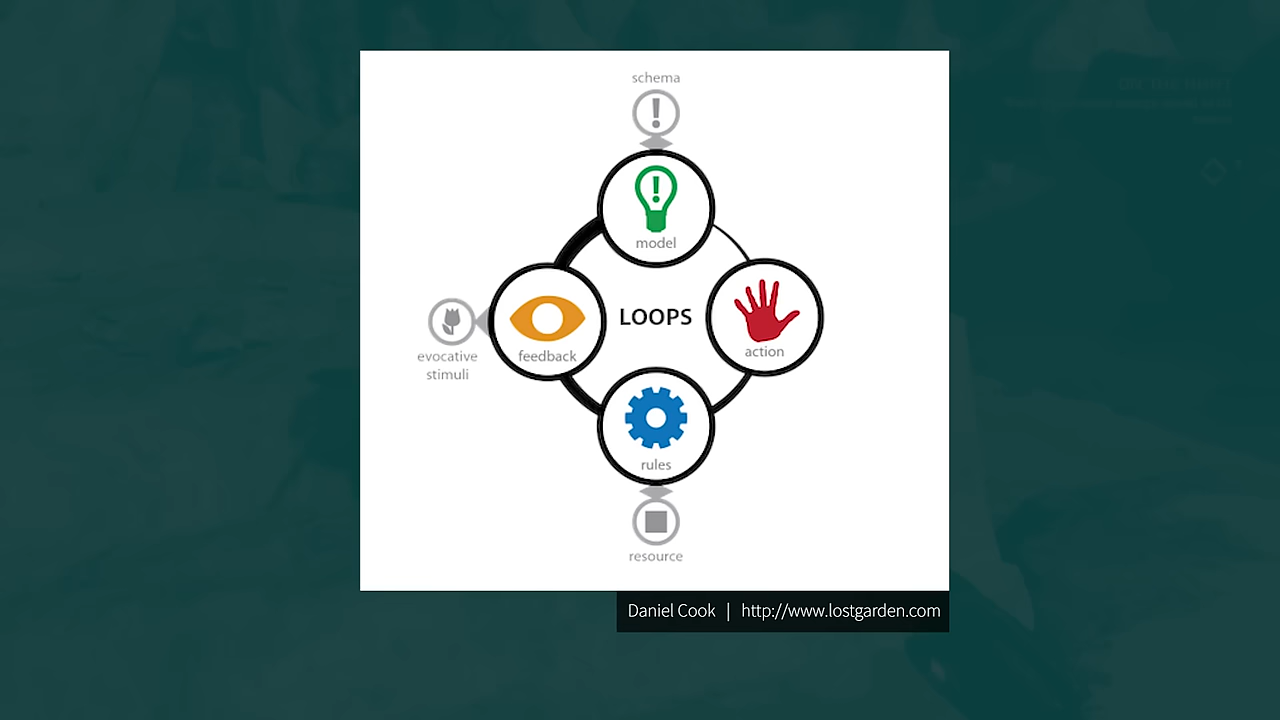 schema
model
LOOPS
action
feedback
evocative
stimuli
rules
resource
Daniel Cook | http://www.lostgarden.com